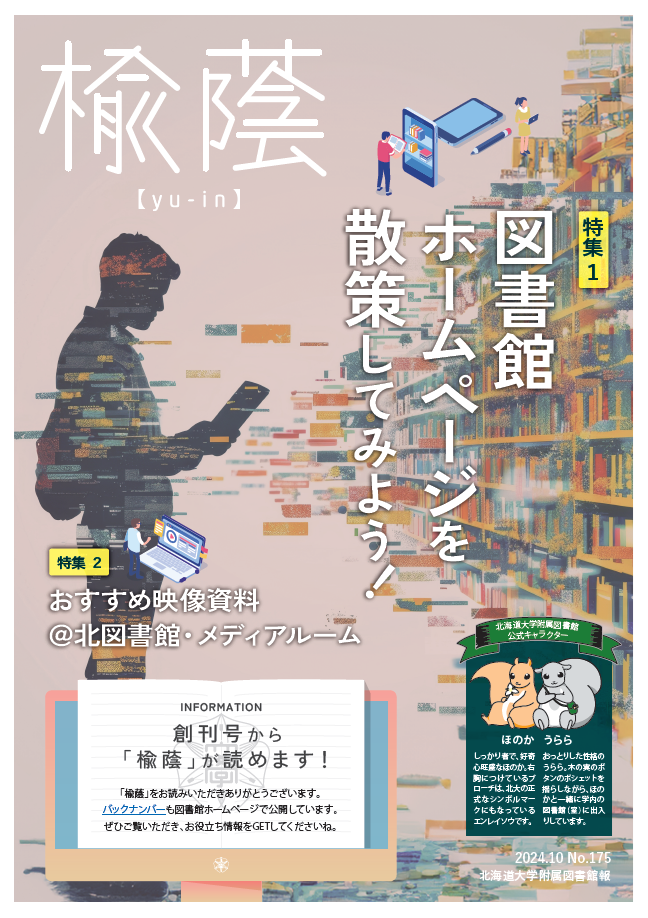 楡蔭
【yu-in】
特集 1
図書館
ホームページを
散策してみよう！
特集 2
おすすめ映像資料
＠北図書館・メディアルーム
INFORMATION
創刊号から
「楡蔭」が読めます！
「楡蔭」をお読みいただきありがとうございます。
バックナンバーも図書館ホームページで公開しています。
ぜひご覧いただき、お役立ち情報をGETしてくださいね。
北海道大学附属図書館
公式キャラクター
ほのか うらら
しっかり者で、好奇
心旺盛なほのか。右
胸につけているブ
ローチは、北大の正
式なシンボルマー
クにもなっている
エンレイソウです。
おっとりした性格の
うらら。木の実のボ
タンのポシェットを
揺らしながら、ほの
かと一緒に学内の
図書館（室）に出入
りしています。
2024.10 No.175
北海道大学附属図書館報